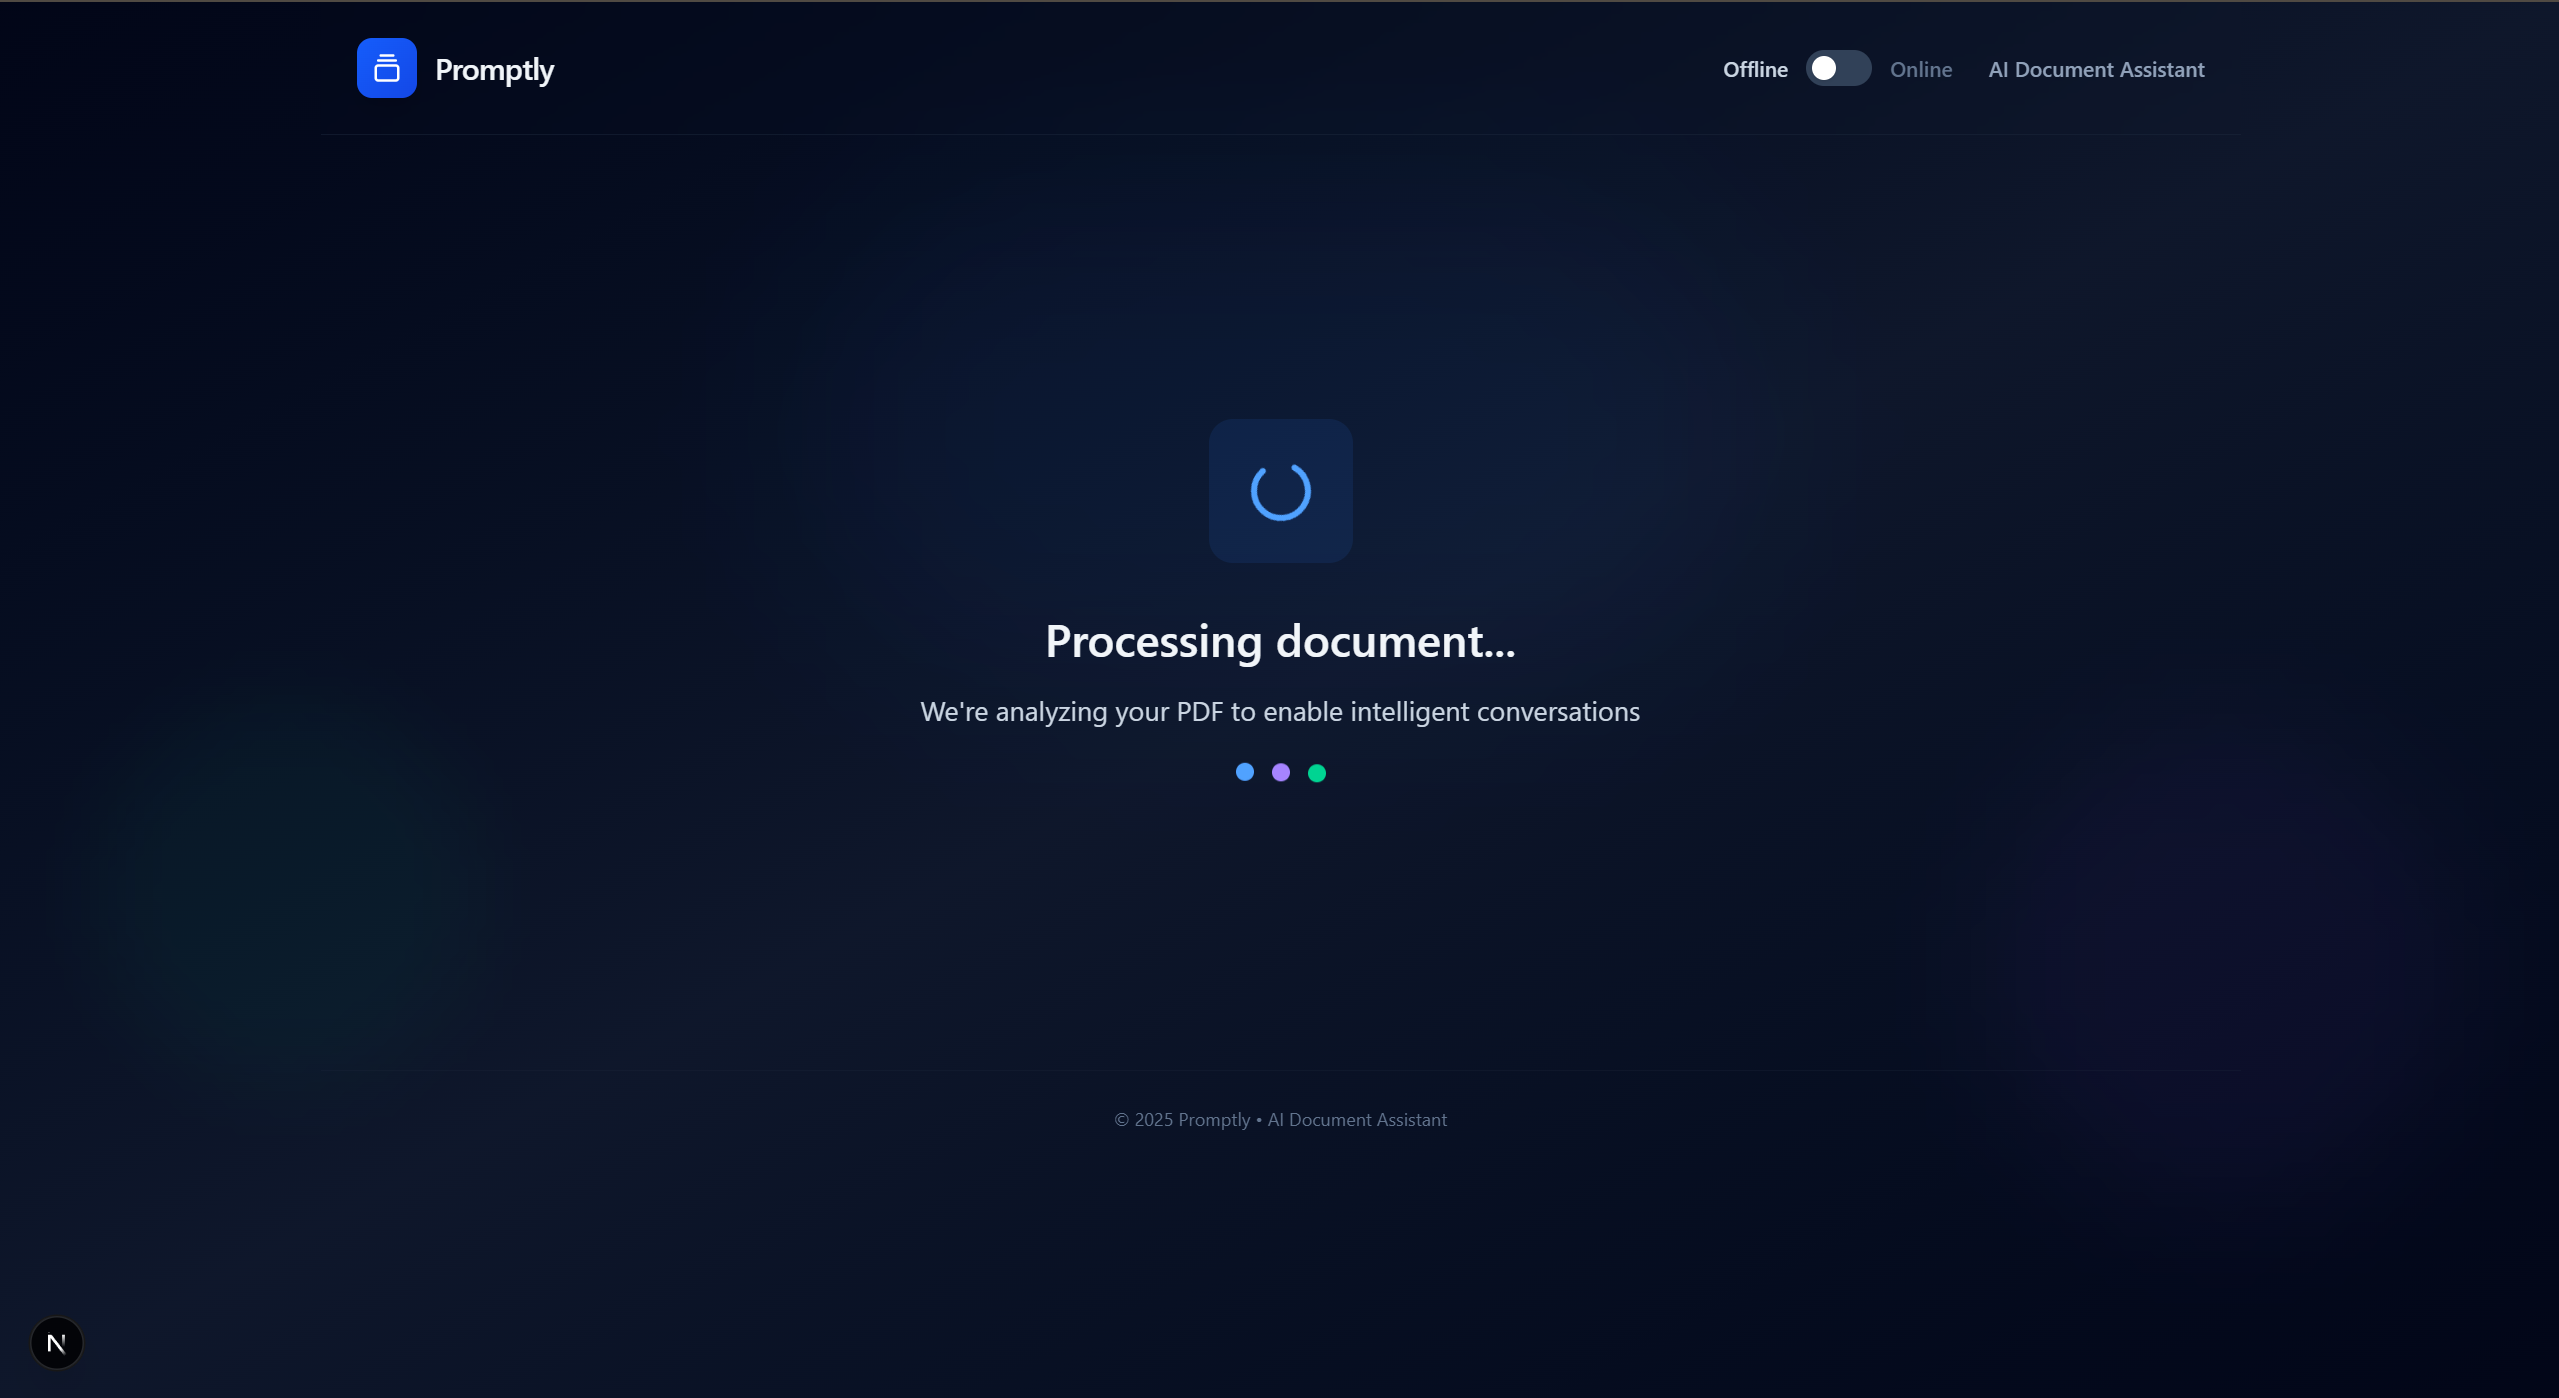 Promptly
Offline
Online
AI Document Assistant
Processing document...
We're analyzing your PDF to enable intelligent conversations
© 2025 Promptly • AI Document Assistant
N